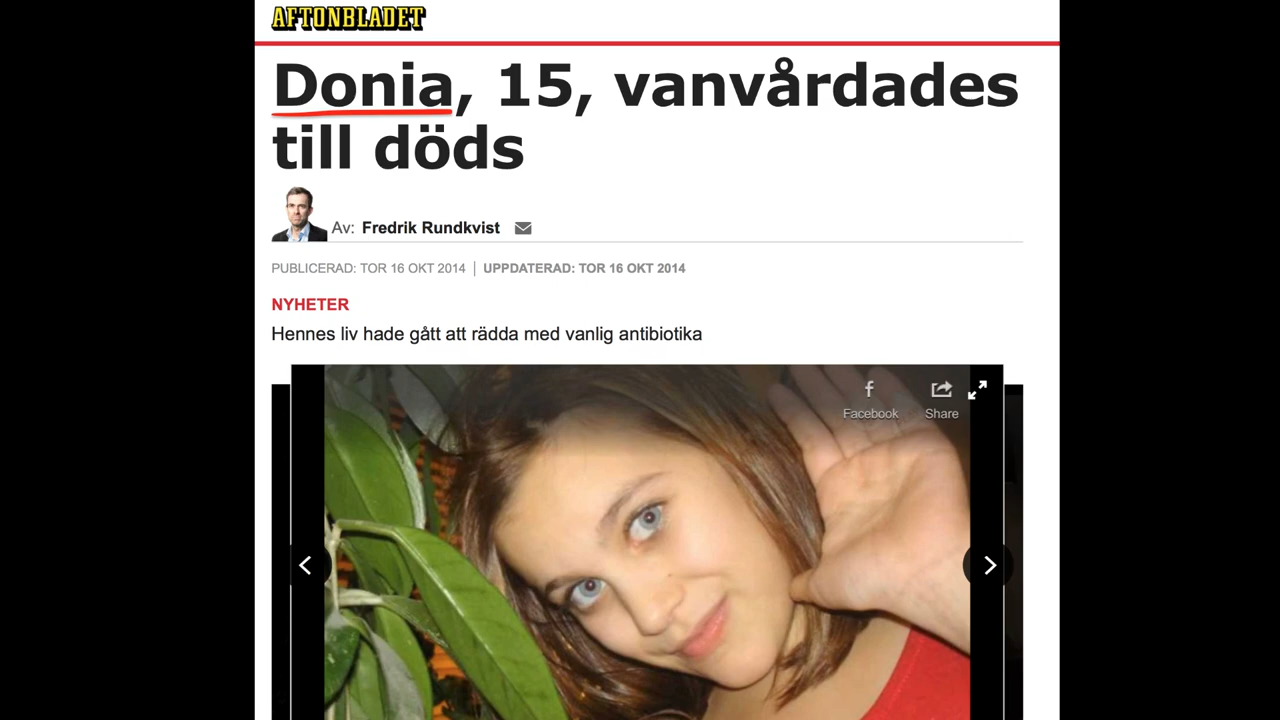 AFTONBLADET
Donia, 15, vanvårdades
till döds
Av: Fredrik Rundkvist
PUBLICERAD: TOR 16 OKT 2014 | UPPDATERAD: TOR 16 OKT 2014
NYHETER
Hennes liv hade gått att rädda med vanlig antibiotika
Facebook Share